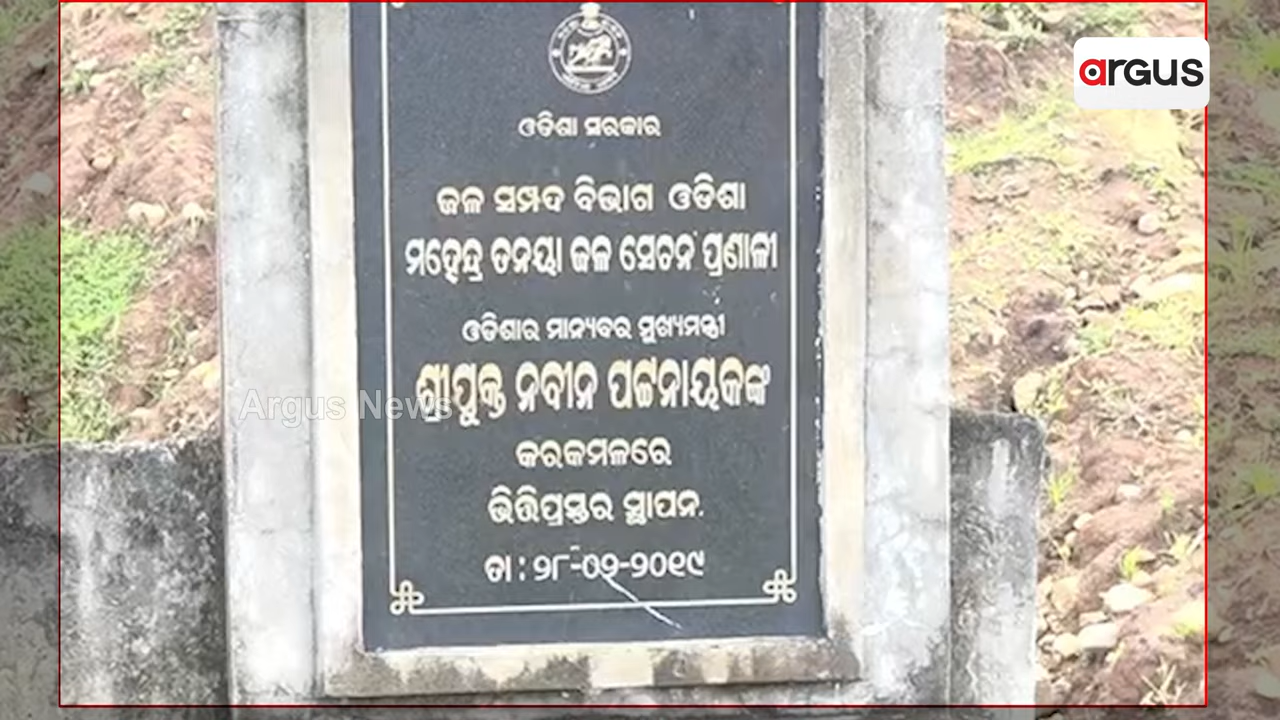 argus
ଓଡିଶା ସରକାର
ଜଳ ସମ୍ପଦ ବିଭାଗ ଓଡିଶା
ମହେନ୍ଦ୍ର ତନୟା ଜଳ ସେଚନ ପ୍ରଣାଳୀ
ଓଡିଶାର ମାନ୍ୟବର ମୁଖ୍ୟମନ୍ତ୍ରୀ
ଶ୍ରୀଯୁକ୍ତ ନବୀନ ପଟ୍ଟନାୟକଙ୍କ
Argus News
କରକମଳରେ
ଭିତ୍ତିପ୍ରସ୍ତର ସ୍ଥାପନ.
ତା : ୨୮-୦୨-୨୦୧୯